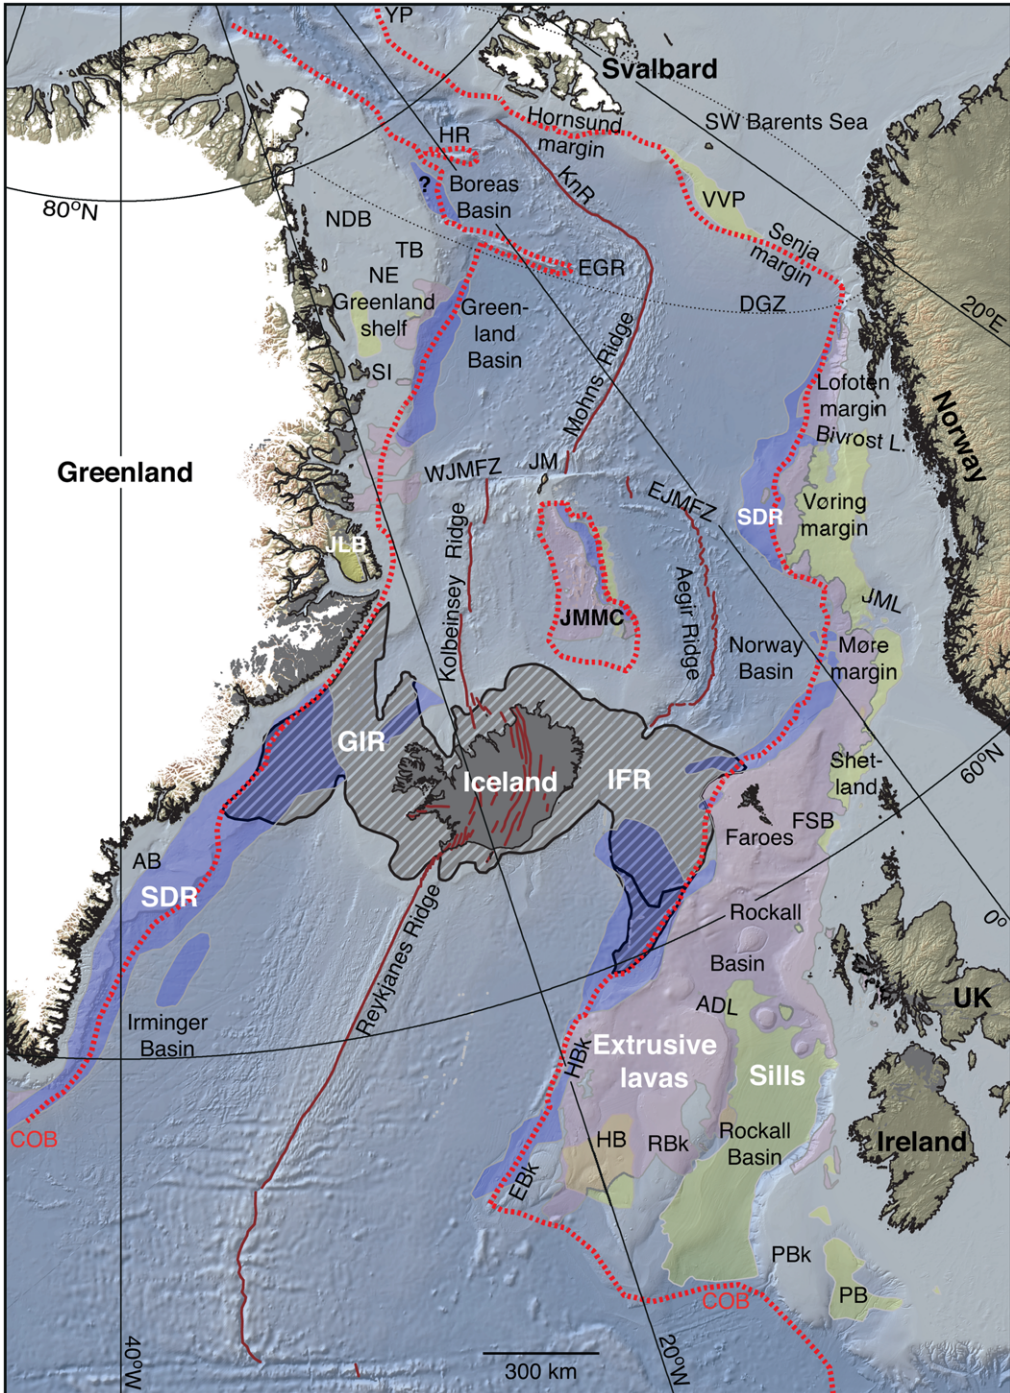 YP
Svalbard
Hornsund
margin
SW Barents Sea
HR
KnR
?
Boreas
Basin
VVP
80°N
NDB
Senja
margin
TB
NE
Greenland
shelf
EGR
DGZ
20°E
Green-
land
Basin
Mohns Ridge
SI
Lofoten
margin
Bivrost L.
Norway
Greenland
WJMFZ
JM
EJMFZ
Vøring
margin
SDR
JLB
Kolbeinsey Ridge
JML
JMMC
Aegir Ridge
Norway
Basin
Møre
margin
GIR
Iceland
IFR
Shet-
land
60°N
FSB
Faroes
AB
SDR
Rockall
0°
Reykjanes Ridge
Basin
ADL
UK
Irminger
Basin
HBk
Extrusive
lavas
Sills
COB
HB
RBk
Rockall
Basin
Ireland
EBk
PBk
COB
PB
40°W
20°W
300 km